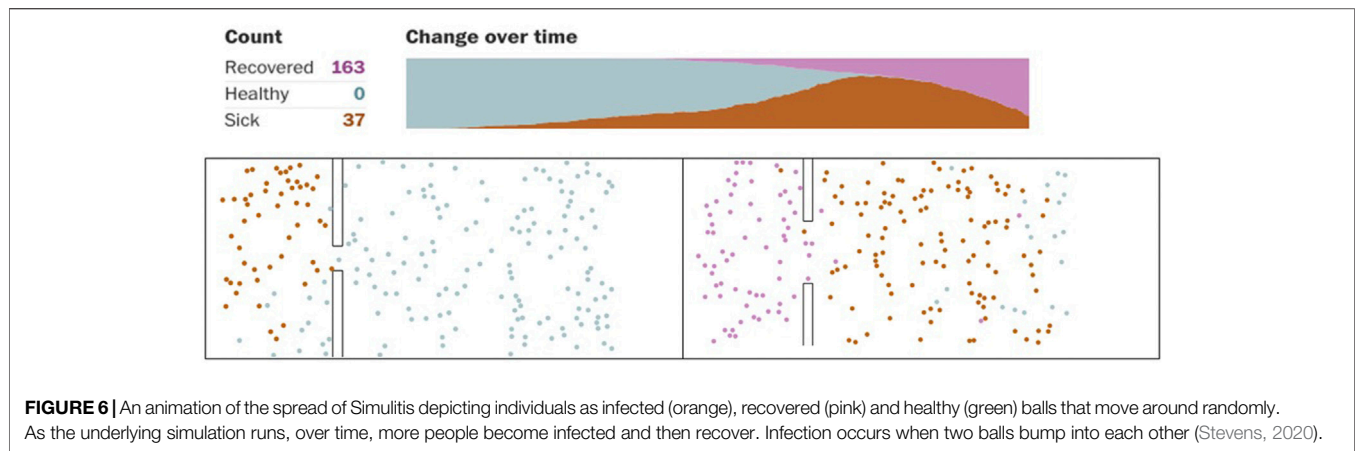 Count
Change over time
Recovered 163
Healthy 0
Sick 37
FIGURE 6 | An animation of the spread of Simulitis depicting individuals as infected (orange), recovered (pink) and healthy (green) balls that move around randomly.
As the underlying simulation runs, over time, more people become infected and then recover. Infection occurs when two balls bump into each other (Stevens, 2020).